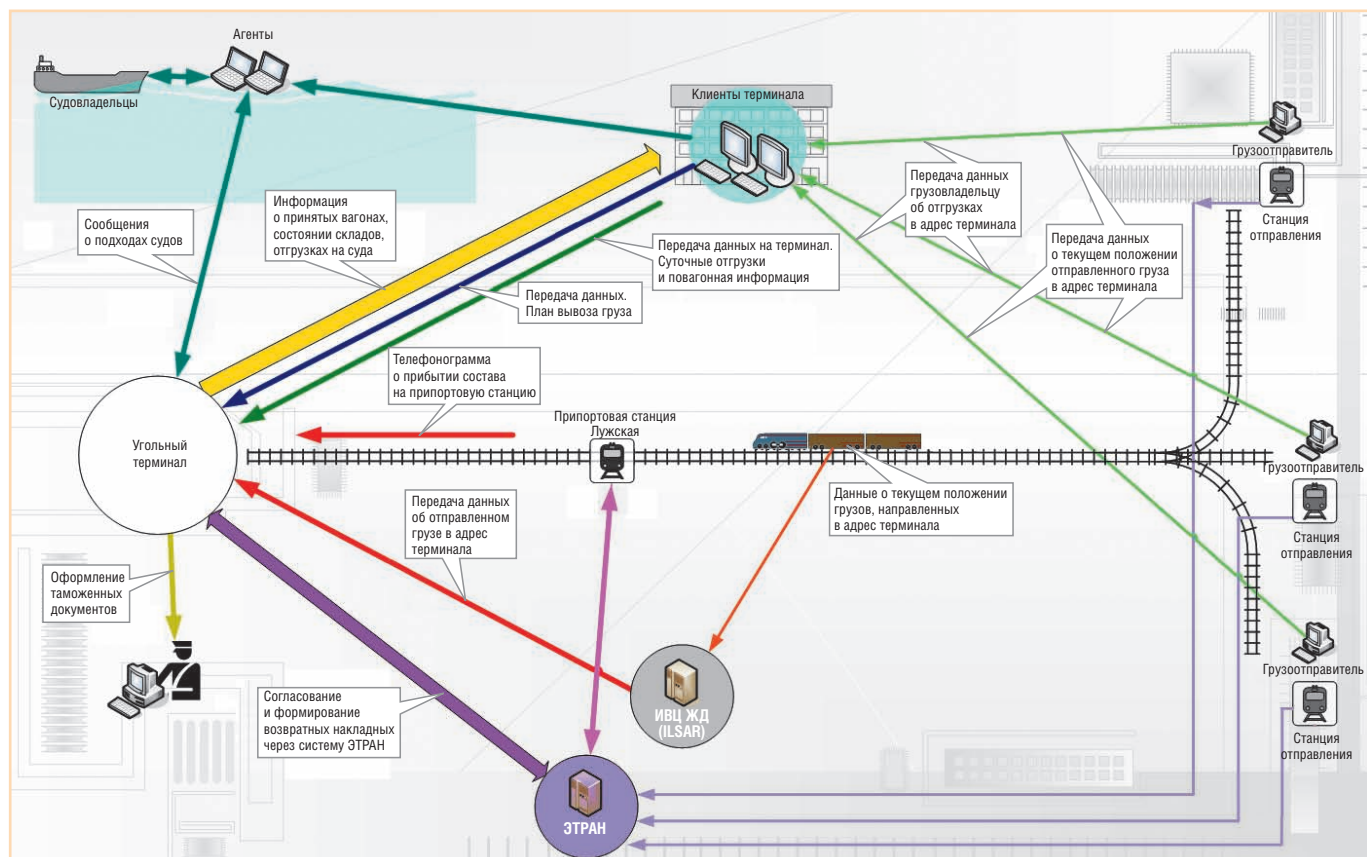 Агенты
Судовладельцы
Клиенты терминала
Грузоотправитель
Станция
отправления
Сообщения
о подходах судов
Информация
о принятых вагонах,
состоянии складов,
отгрузках на суда
Передача данных
грузовладельцу
об отгрузках
в адрес терминала
Передача данных
о текущем положении
отправленного груза
в адрес терминала
Передача данных на терминал.
Суточные отгрузки
и повагонная информация
Передача данных.
План вывоза груза
Телефонограмма
о прибытии состава
на припортовую станцию
Припортовая станция
Лужская
Угольный
терминал
Грузоотправитель
Станция
отправления
Передача данных
об отправленном
грузе в адрес
терминала
Данные о текущем положении
грузов, направленных
в адрес терминала
Оформление
таможенных
документов
Грузоотправитель
Станция
отправления
Согласование
и формирование
возвратных накладных
через систему ЭТРАН
ИВЦ ЖД
(ILSAR)
ЭТРАН